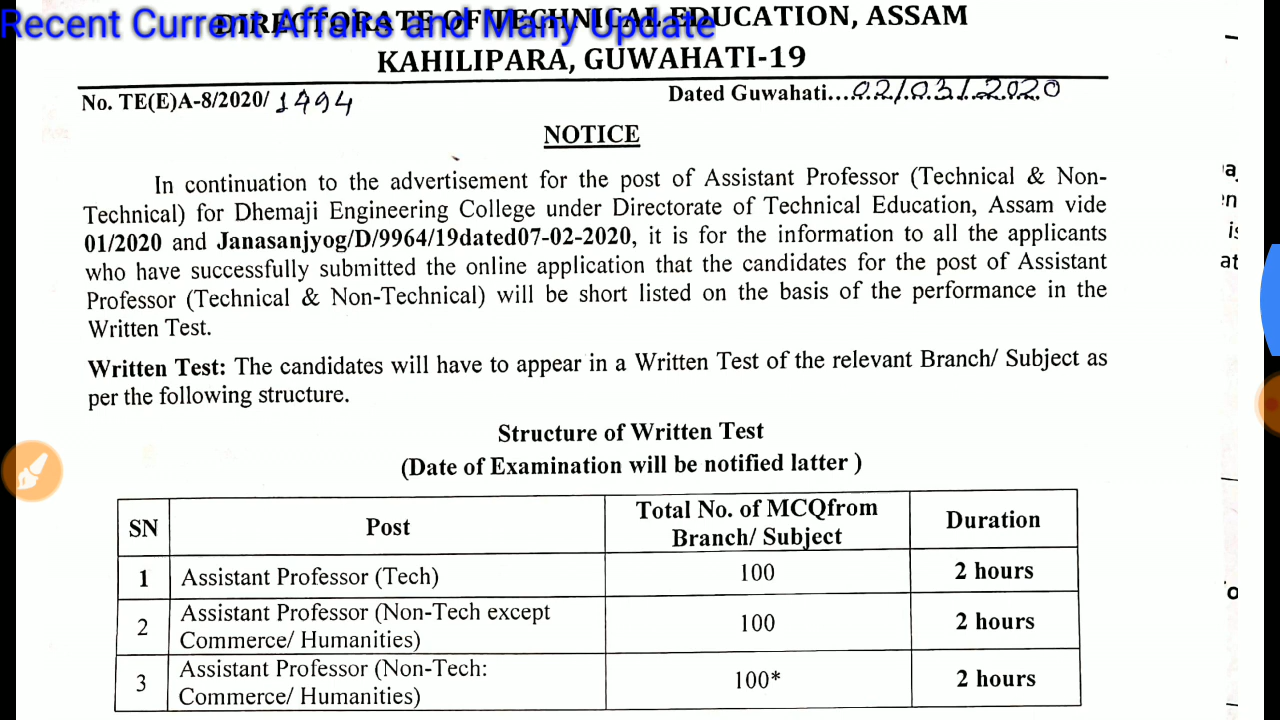 Recent Current Affairs and Many Update
DIRECTORATE OF TECHNICAL EDUCATION, ASSAM
KAHILIPARA, GUWAHATI-19
No. TE(E)A-8/2020/ 1494 Dated Guwahati...02/03/2020
NOTICE
In continuation to the advertisement for the post of Assistant Professor (Technical & Non-
Technical) for Dhemaji Engineering College under Directorate of Technical Education, Assam vide
01/2020 and Janasanjyog/D/9964/19dated07-02-2020, it is for the information to all the applicants
who have successfully submitted the online application that the candidates for the post of Assistant
Professor (Technical & Non-Technical) will be short listed on the basis of the performance in the
Written Test.
Written Test: The candidates will have to appear in a Written Test of the relevant Branch/ Subject as
per the following structure.
Structure of Written Test
(Date of Examination will be notified latter )
SN Post Total No. of MCQfrom Branch/ Subject Duration
1 Assistant Professor (Tech) 100 2 hours
2 Assistant Professor (Non-Tech except Commerce/ Humanities) 100 2 hours
3 Assistant Professor (Non-Tech: Commerce/ Humanities) 100* 2 hours